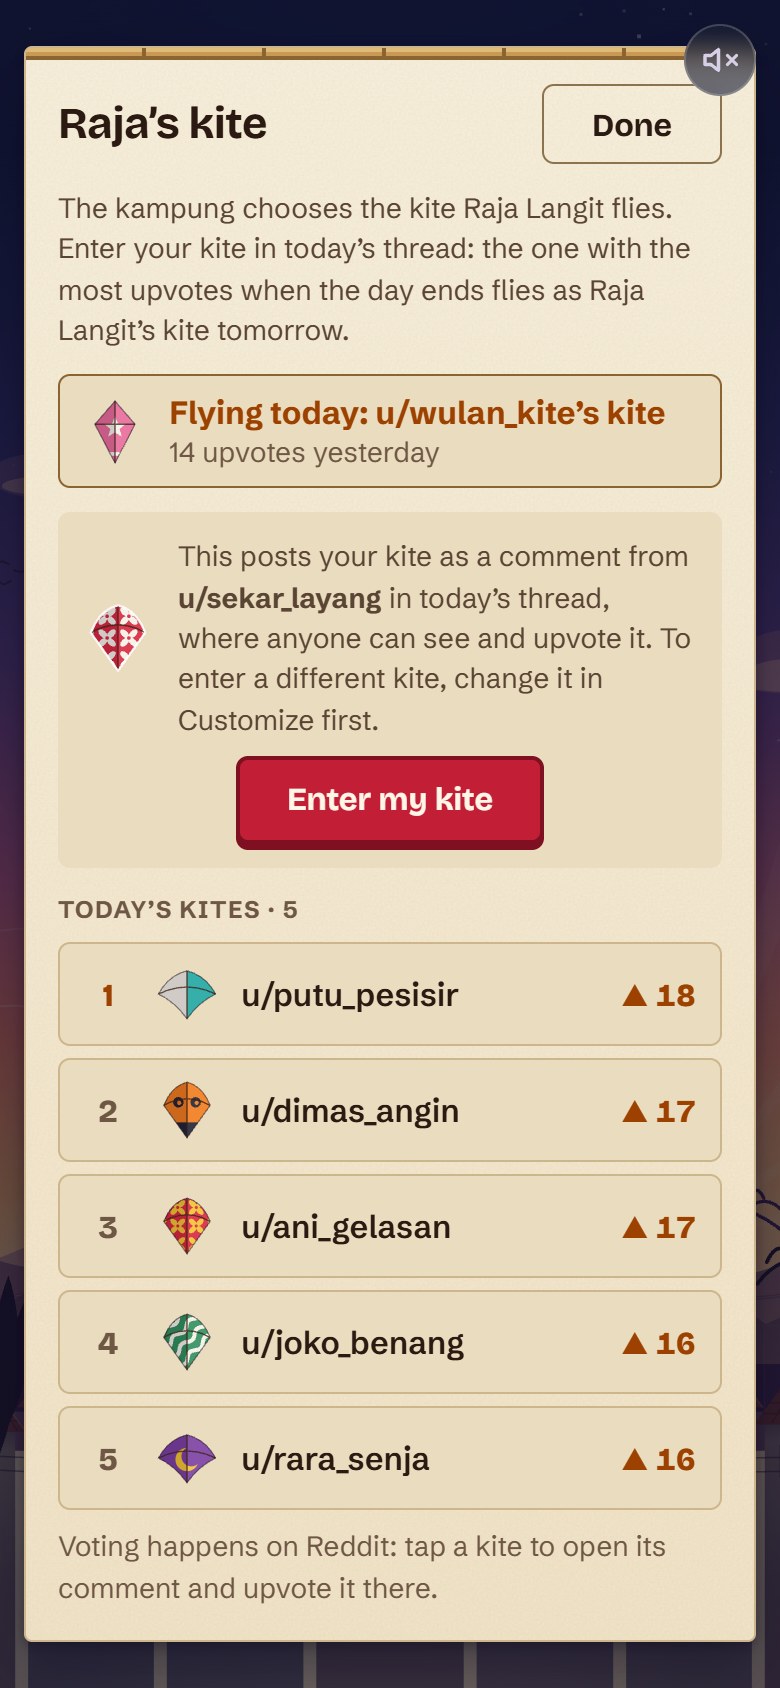 Raja's kite
Done
The kampung chooses the kite Raja Langit flies.
Enter your kite in today's thread: the one with the
most upvotes when the day ends flies as Raja
Langit's kite tomorrow.
Flying today: u/wulan_kite's kite
14 upvotes yesterday
This posts your kite as a comment from
u/sekar_layang in today's thread,
where anyone can see and upvote it. To
enter a different kite, change it in
Customize first.
Enter my kite
TODAY'S KITES · 5
1 u/putu_pesisir ▲ 18
2 u/dimas_angin ▲ 17
3 u/ani_gelasan ▲ 17
4 u/joko_benang ▲ 16
5 u/rara_senja ▲ 16
Voting happens on Reddit: tap a kite to open its
comment and upvote it there.